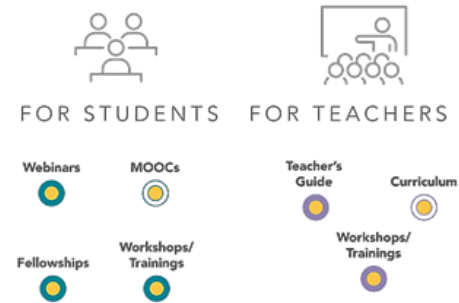 FOR STUDENTS
Webinars
MOOCs
Fellowships
Workshops/
Trainings
FOR TEACHERS
Teacher's
Guide
Curriculum
Workshops/
Trainings